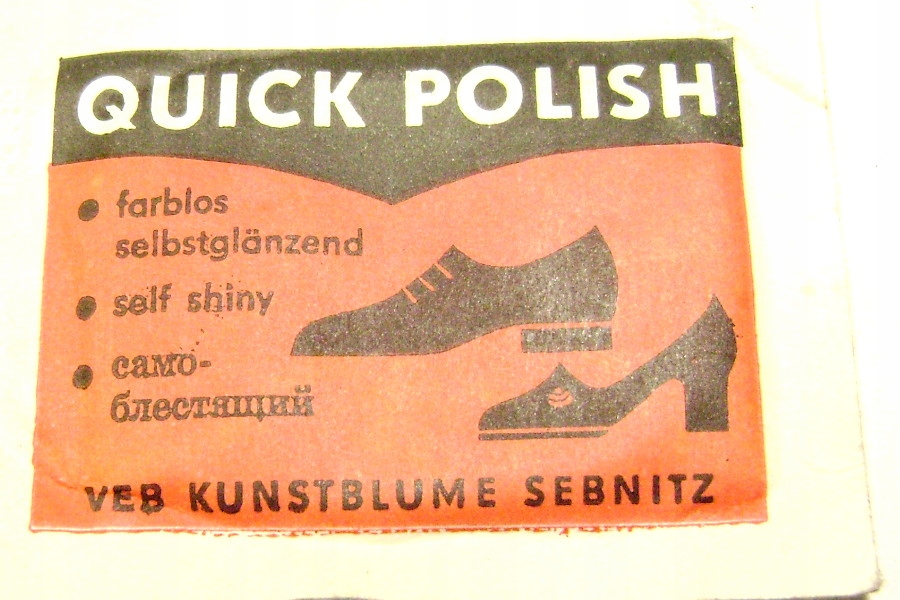 QUICK POLISH
• farblos
selbstglänzend
• self shiny
• само-
блестящий
VEB KUNSTBLUME SEBNITZ